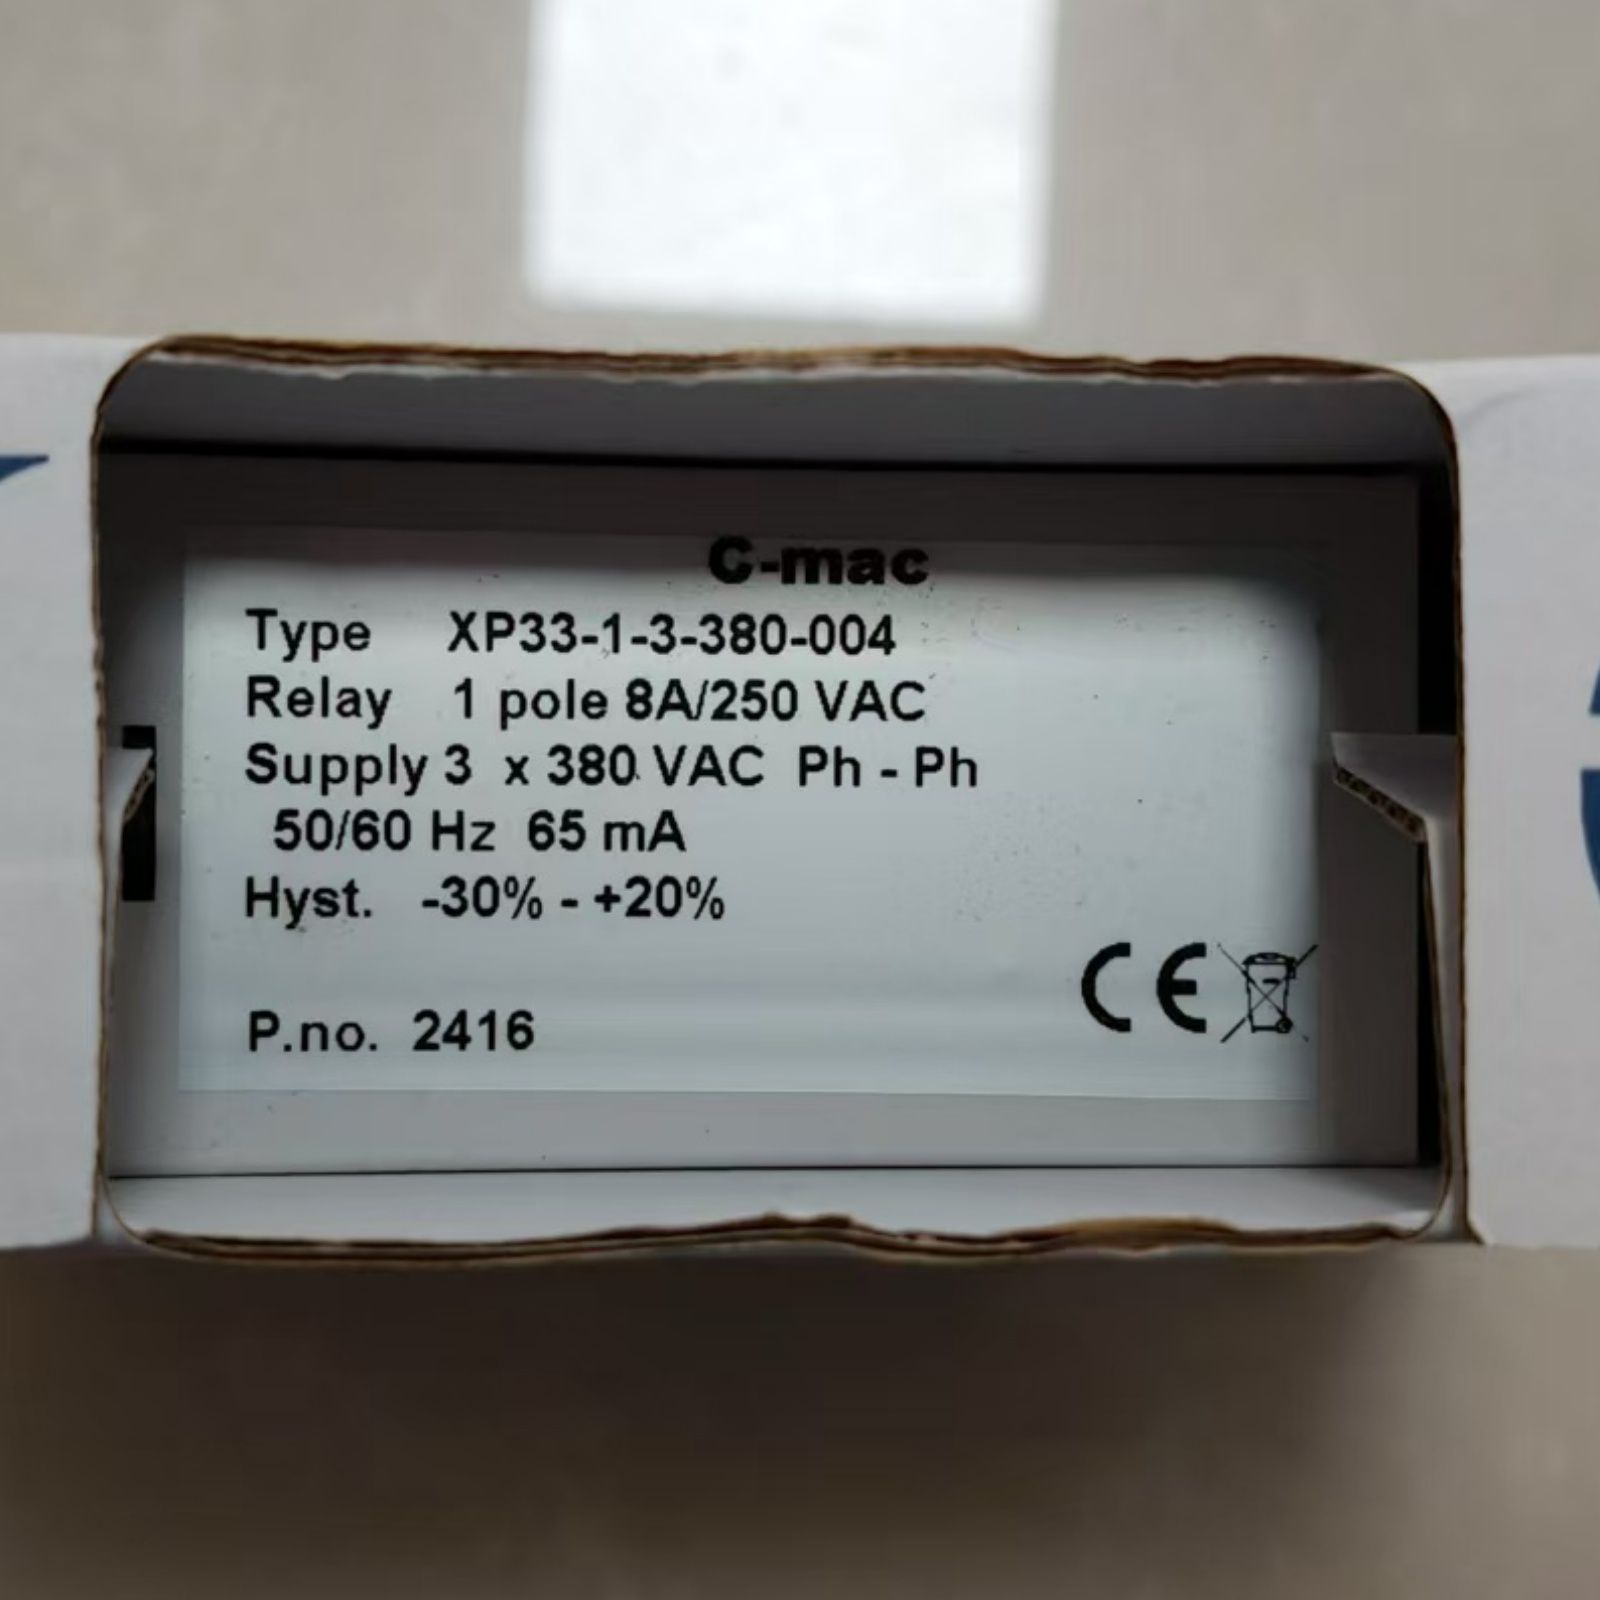 C-mac
Type XP33-1-3-380-004
Relay 1 pole 8A/250 VAC
Supply 3 x 380 VAC Ph - Ph
50/60 Hz 65 mA
Hyst. -30% - +20%
CE
P.no. 2416